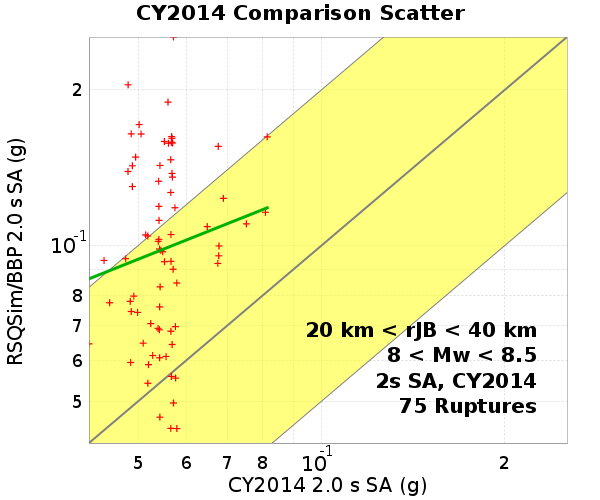 CY2014 Comparison Scatter
RSQSim/BBP 2.0 s SA (g)
2
10-1
8
7
6
5
20 km < rJB < 40 km
8 < Mw < 8.5
2s SA, CY2014
75 Ruptures
5 6 7 8 10-1 2
CY2014 2.0 s SA (g)